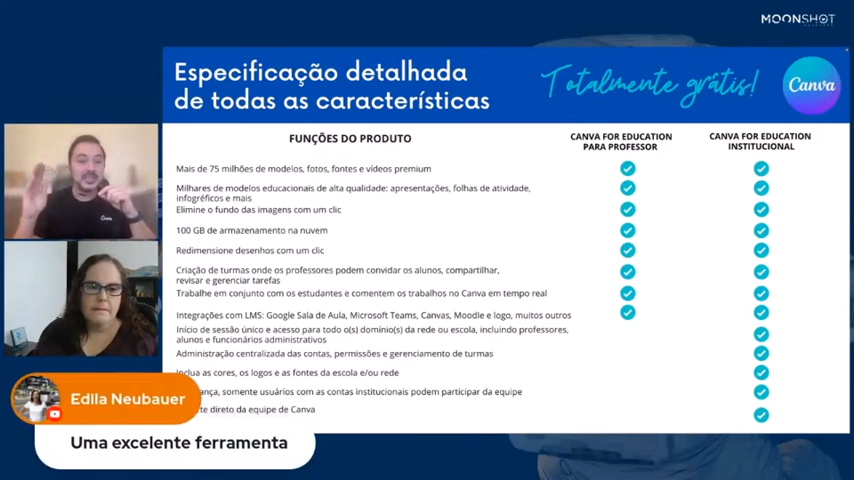 MOONSHOT
Especificação detalhada
de todas as características
Totalmente grátis!
Canva
FUNÇÕES DO PRODUTO
CANVA FOR EDUCATION
PARA PROFESSOR
CANVA FOR EDUCATION
INSTITUCIONAL
Mais de 75 milhões de modelos, fotos, fontes e vídeos premium
Milhares de modelos educacionais de alta qualidade: apresentações, folhas de atividade,
infográficos e mais
Elimine o fundo das imagens com um clic
100 GB de armazenamento na nuvem
Redimensione desenhos com um clic
Criação de turmas onde os professores podem convidar os alunos, compartilhar,
revisar e gerenciar tarefas
Trabalhe em conjunto com os estudantes e comentem os trabalhos no Canva em tempo real
Integrações com LMS: Google Sala de Aula, Microsoft Teams, Canvas, Moodle e logo, muitos outros
Início de sessão único e acesso para todo o(s) domínio(s) da rede ou escola, incluindo professores,
alunos e funcionários administrativos
Administração centralizada das contas, permissões e gerenciamento de turmas
as cores, os logos e as fontes da escola e/ou rede
somente usuários com as contas institucionais podem participar da equipe
direto da equipe de Canva
Canva
Edila Neubauer
Uma excelente ferramenta